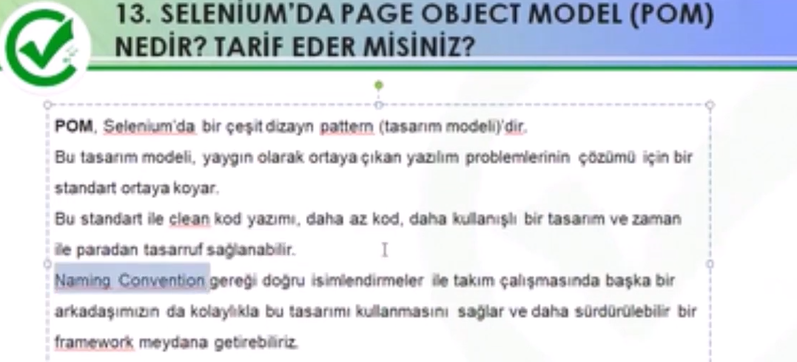 13. SELENİUM'DA PAGE OBJECT MODEL (POM)
NEDİR? TARİF EDER MİSİNİZ?
POM, Selenium'da bir çeşit dizayn pattern (tasarım modeli)'dir.
Bu tasarım modeli, yaygın olarak ortaya çıkan yazılım problemlerinin çözümü için bir
standart ortaya koyar.
Bu standart ile clean kod yazımı, daha az kod, daha kullanışlı bir tasarım ve zaman
ile paradan tasarruf sağlanabilir.
Naming Convention gereği doğru isimlendirmeler ile takım çalışmasında başka bir
arkadaşımızın da kolaylıkla bu tasarımı kullanmasını sağlar ve daha sürdürülebilir bir
framework meydana getirebiliriz.